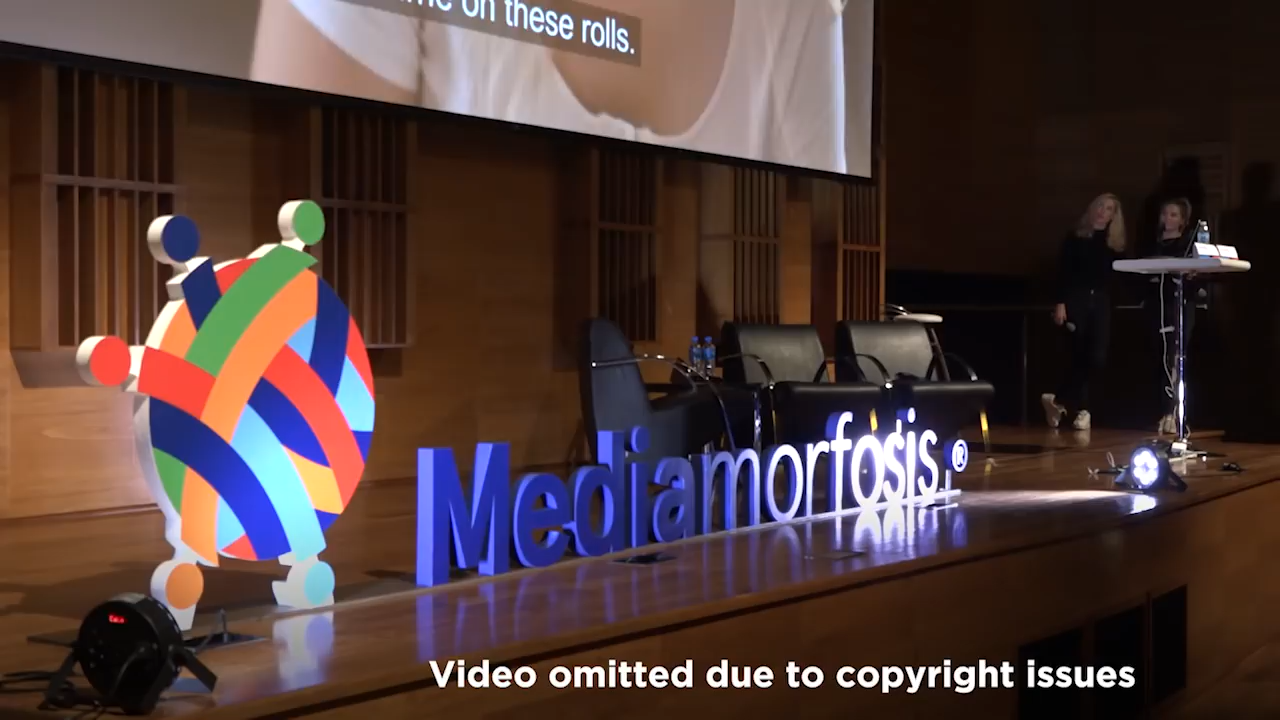 on these rolls.
Mediamorfosis®
Video omitted due to copyright issues